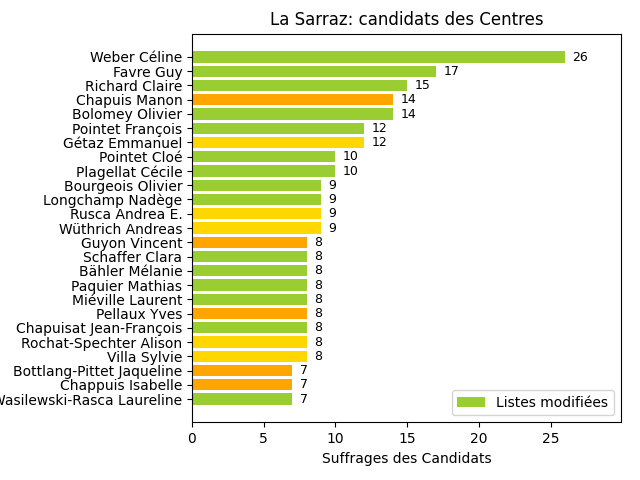 La Sarraz: candidats des Centres
Weber Céline 26
Favre Guy 17
Richard Claire 15
Chapuis Manon 14
Bolomey Olivier 14
Pointet François 12
Gétaz Emmanuel 12
Pointet Cloé 10
Plagellat Cécile 10
Bourgeois Olivier 9
Longchamp Nadège 9
Rusca Andrea E. 9
Wüthrich Andreas 9
Guyon Vincent 8
Schaffer Clara 8
Bähler Mélanie 8
Paquier Mathias 8
Miéville Laurent 8
Pellaux Yves 8
Chapuisat Jean-François 8
Rochat-Spechter Alison 8
Villa Sylvie 8
Bottlang-Pittet Jaqueline 7
Chappuis Isabelle 7
Wasilewski-Rasca Laureline 7
Listes modifiées
0 5 10 15 20 25
Suffrages des Candidats